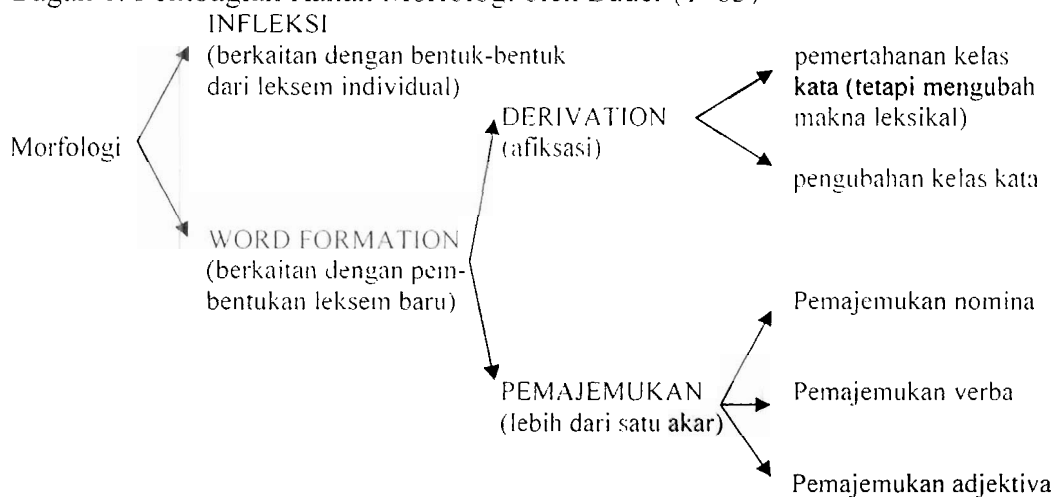 INFLEKSI
(berkaitan dengan bentuk-bentuk
dari leksem individual)
Morfologi
WORD FORMATION
(berkaitan dengan pem-
bentukan leksem baru)
DERIVATION
(afiksasi)
pemertahanan kelas
kata (tetapi mengubah
makna leksikal)
pengubahan kelas kata
PEMAJEMUKAN
(lebih dari satu akar)
Pemajemukan nomina
Pemajemukan verba
Pemajemukan adjektiva